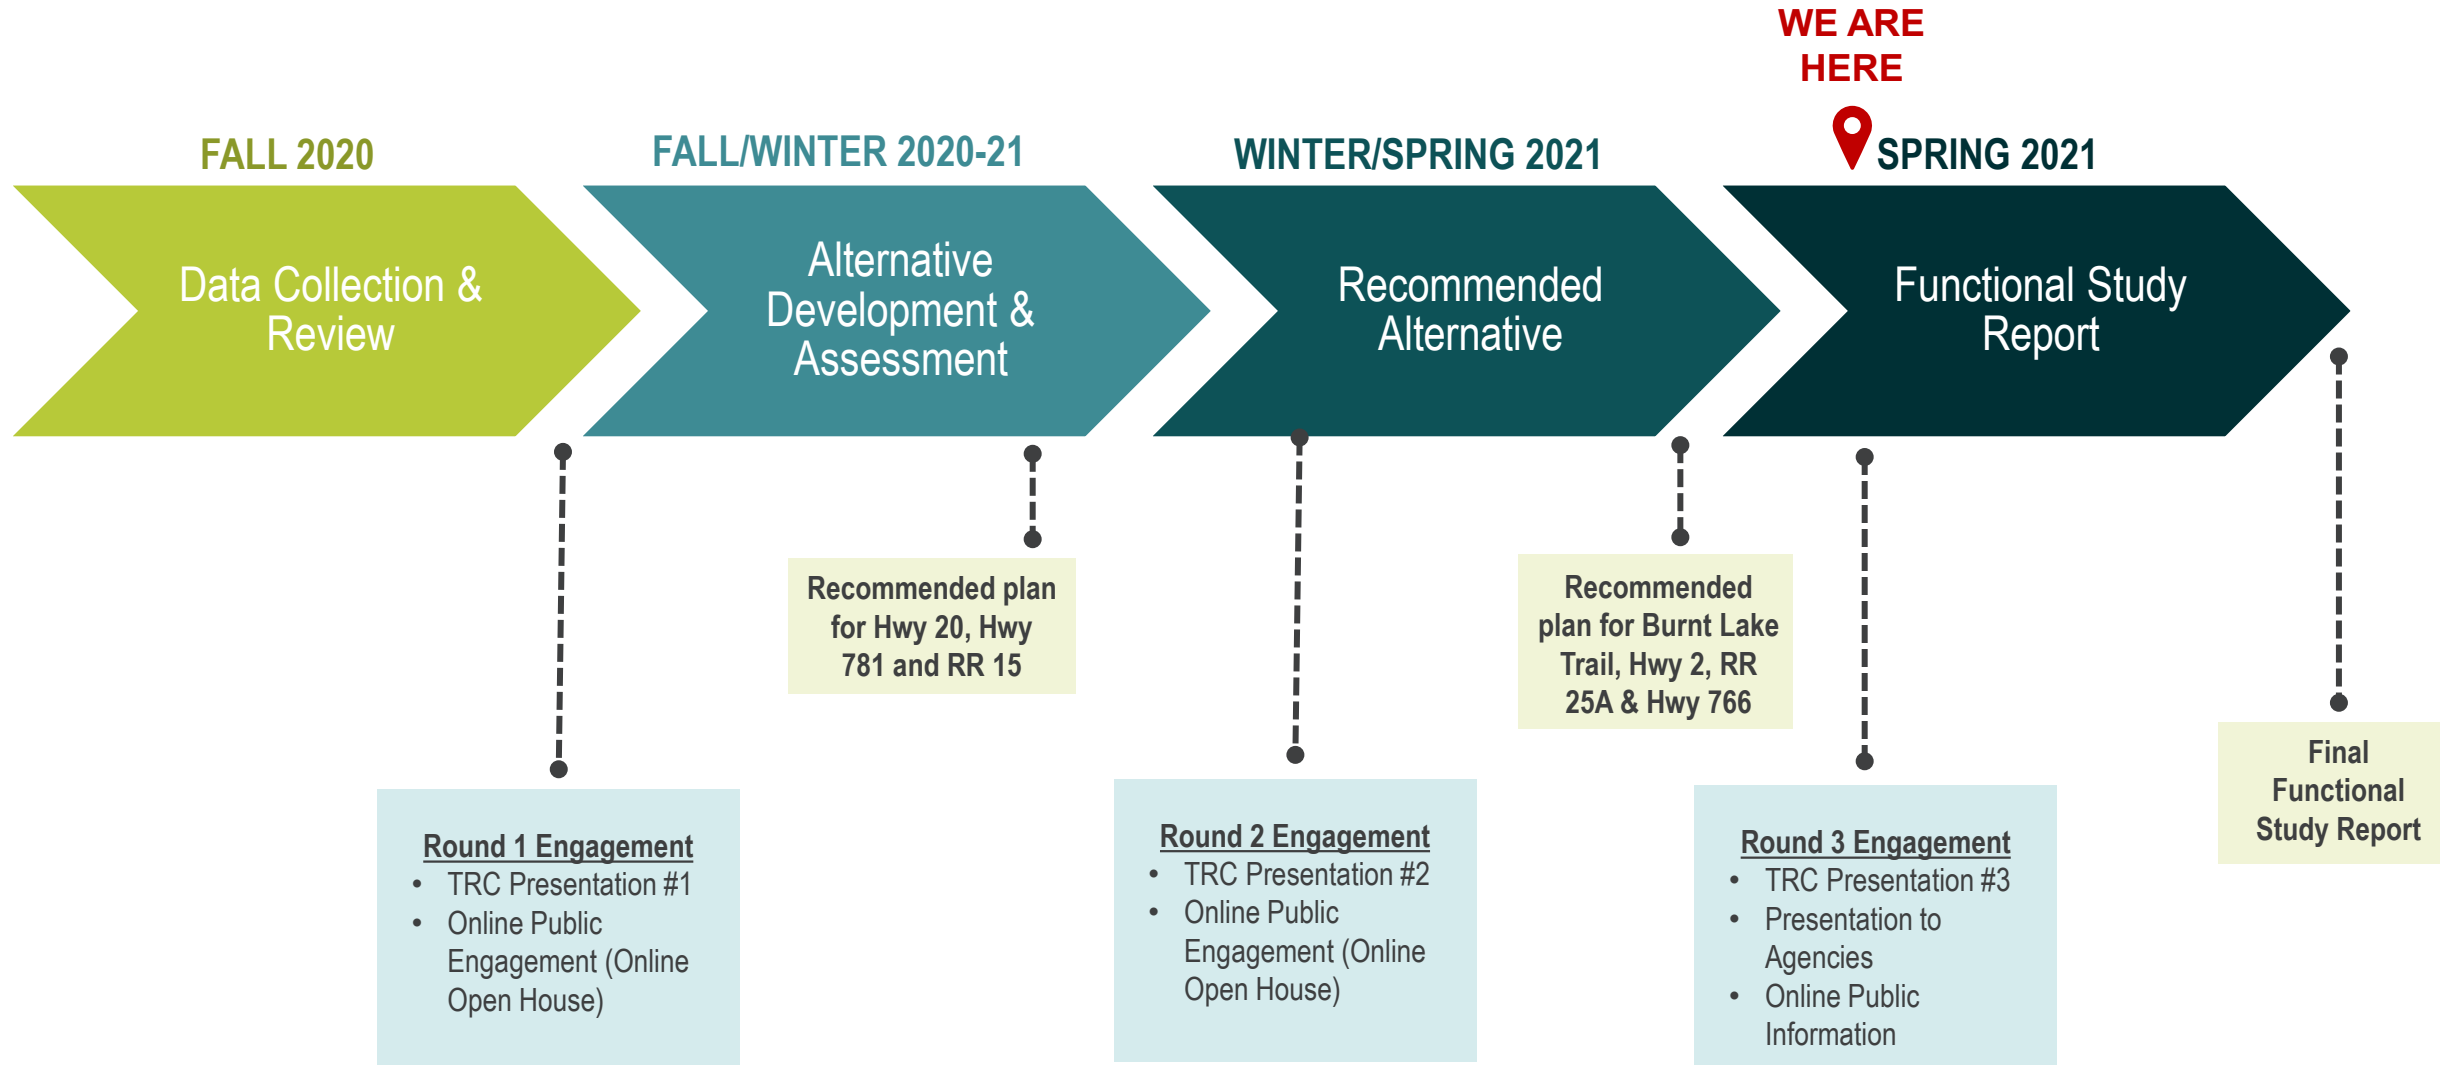 WE ARE
HERE
FALL 2020
FALL/WINTER 2020-21
WINTER/SPRING 2021
SPRING 2021
Data Collection &
Review
Alternative
Development &
Assessment
Recommended
Alternative
Functional Study
Report
Recommended plan
for Hwy 20, Hwy
781 and RR 15
Recommended
plan for Burnt Lake
Trail, Hwy 2, RR
25A & Hwy 766
Final
Functional
Study Report
Round 1 Engagement
• TRC Presentation #1
• Online Public
Engagement (Online
Open House)
Round 2 Engagement
• TRC Presentation #2
• Online Public
Engagement (Online
Open House)
Round 3 Engagement
• TRC Presentation #3
• Presentation to
Agencies
• Online Public
Information